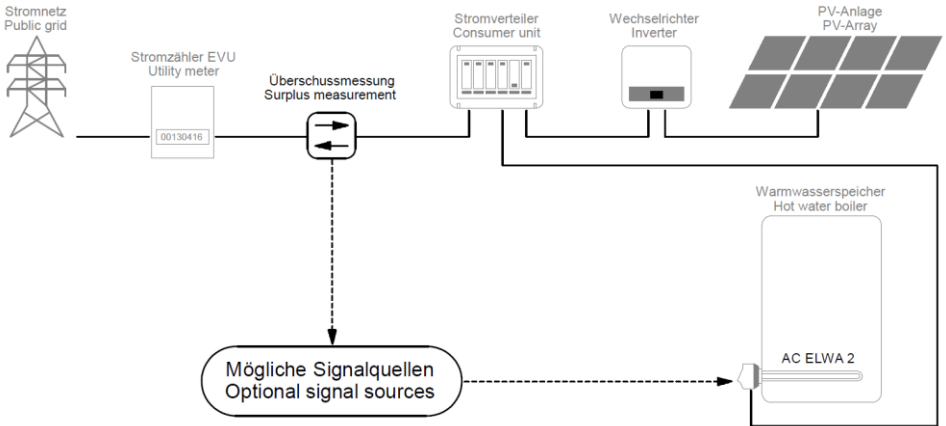 Stromnetz
Public grid
Stromzähler EVU
Utility meter
00130416
Überschussmessung
Surplus measurement
Stromverteiler
Consumer unit
Wechselrichter
Inverter
PV-Anlage
PV-Array
Warmwasserspeicher
Hot water boiler
AC ELWA 2
Mögliche Signalquellen
Optional signal sources